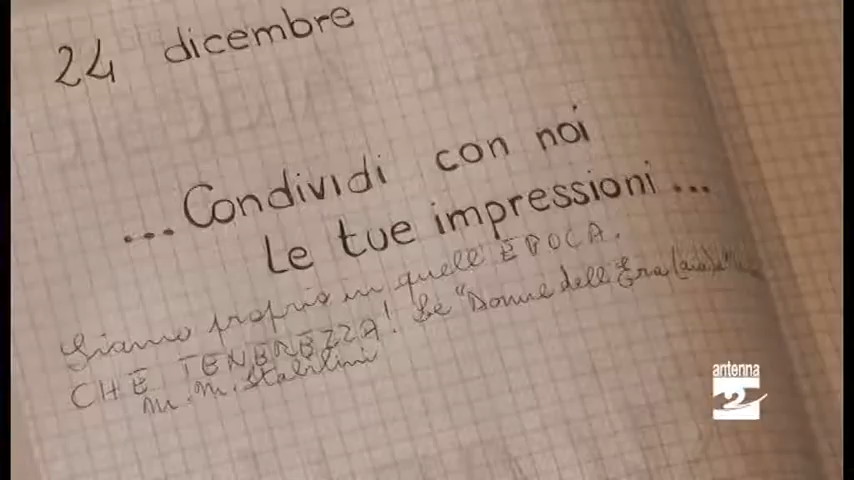 24 dicembre
...Condividi con noi
le tue impressioni...
Siamo proprio in quell'EPOCA.
CHE TENEREZZA! Le "Donne dell'Era
M.M. Stabilini
antenna
2